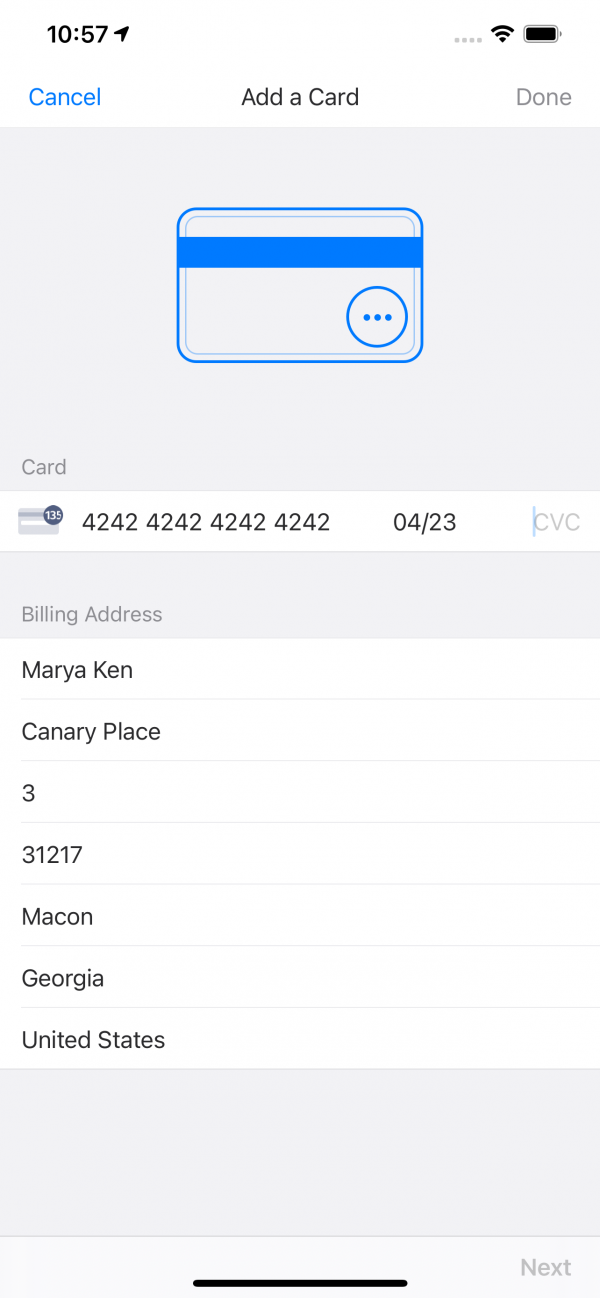 10:57
Cancel Add a Card Done
Card
135 4242 4242 4242 4242 04/23 CVC
Billing Address
Marya Ken
Canary Place
3
31217
Macon
Georgia
United States
Next